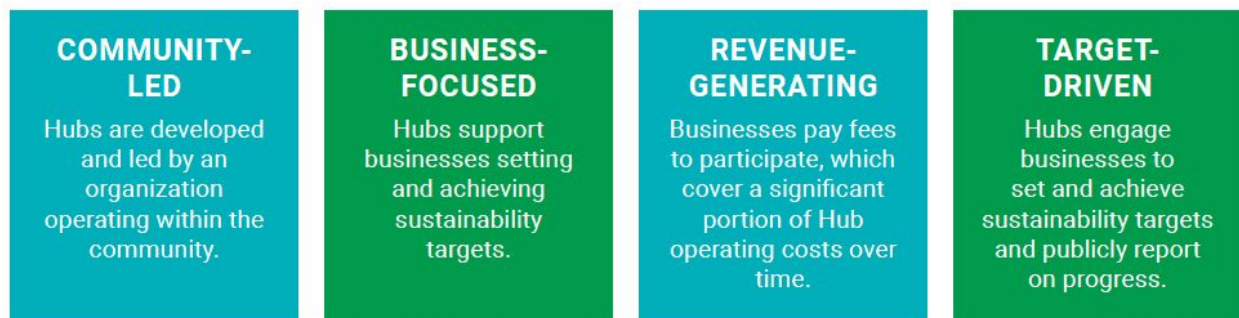 COMMUNITY-
LED
Hubs are developed
and led by an
organization
operating within the
community.
BUSINESS-
FOCUSED
Hubs support
businesses setting
and achieving
sustainability
targets.
REVENUE-
GENERATING
Businesses pay fees
to participate, which
cover a significant
portion of Hub
operating costs over
time.
TARGET-
DRIVEN
Hubs engage
businesses to
set and achieve
sustainability targets
and publicly report
on progress.